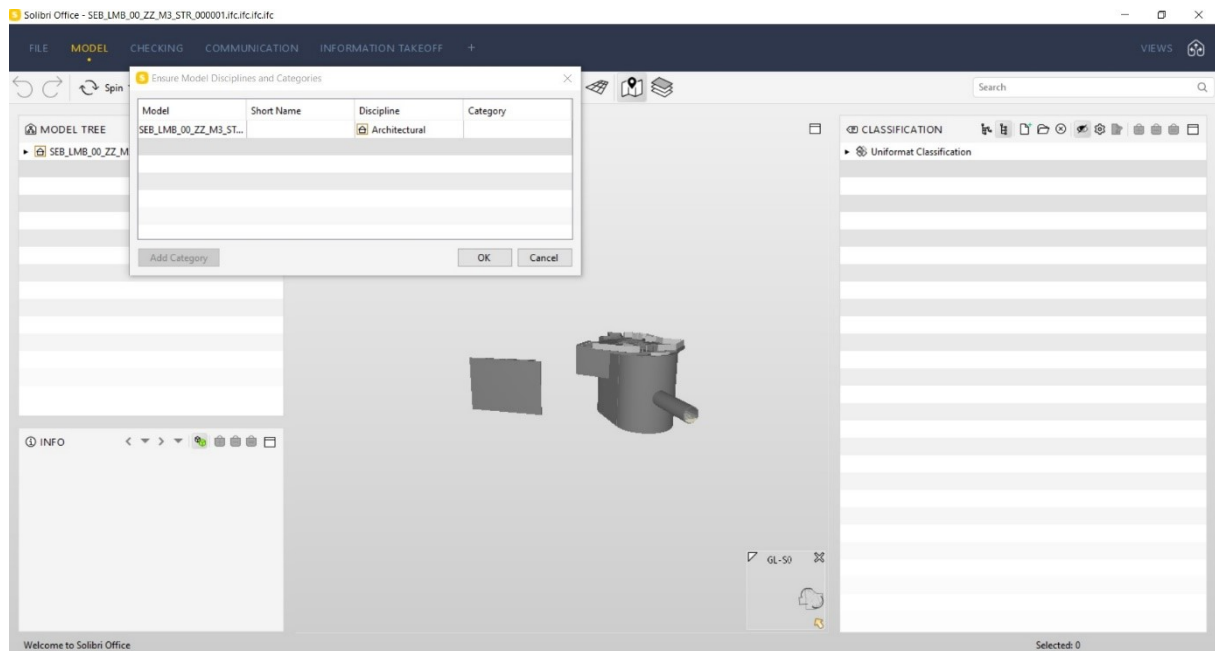 Solibri Office - SEB_LMB_00_ZZ_M3_STR_000001.ifc.ifc.ifc.ifc
FILE MODEL CHECKING COMMUNICATION INFORMATION TAKEOFF + VIEWS
Spin
Search
Ensure Model Disciplines and Categories
Model Short Name Discipline Category
SEB_LMB_00_ZZ_M3_ST... Architectural
Add Category OK Cancel
MODEL TREE
SEB_LMB_00_ZZ_M
CLASSIFICATION
Uniformat Classification
INFO
GL-S0
Welcome to Solibri Office
Selected: 0